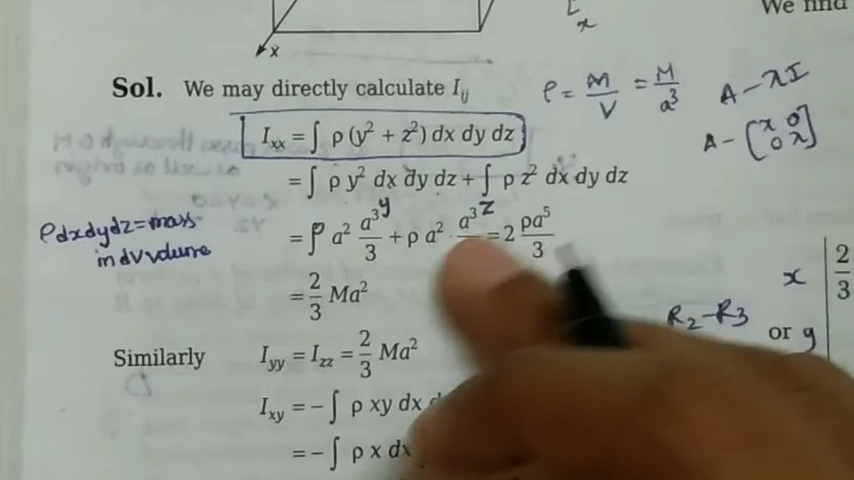 x
We find
x
Sol. We may directly calculate I_ij
ρ = M/V = M/a³
A − λI
I_xx = ∫ ρ (y² + z²) dx dy dz
A − [λ 0
0 λ]
= ∫ ρ y² dx dy dz + ∫ ρ z² dx dy dz
ρdxdydz = mass
in dv volume
= ρ a² a³/3 y + ρ a² · a³ z = 2 ρa⁵/3
= 2/3 Ma²
x | 2/3
R₂ − R₃
or y
Similarly I_yy = I_zz = 2/3 Ma²
I_xy = − ∫ ρ xy dx
= − ∫ ρ x dx